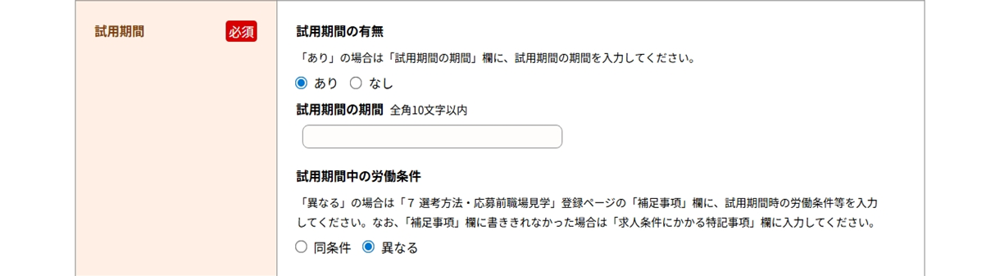 試用期間 必須
試用期間の有無
「あり」の場合は「試用期間の期間」欄に、試用期間の期間を入力してください。
あり なし
試用期間の期間 全角10文字以内
試用期間中の労働条件
「異なる」の場合は「７ 選考方法・応募前職場見学」登録ページの「補足事項」欄に、試用期間時の労働条件等を入力
してください。なお、「補足事項」欄に書ききれなかった場合は「求人条件にかかる特記事項」欄に入力してください。
同条件 異なる